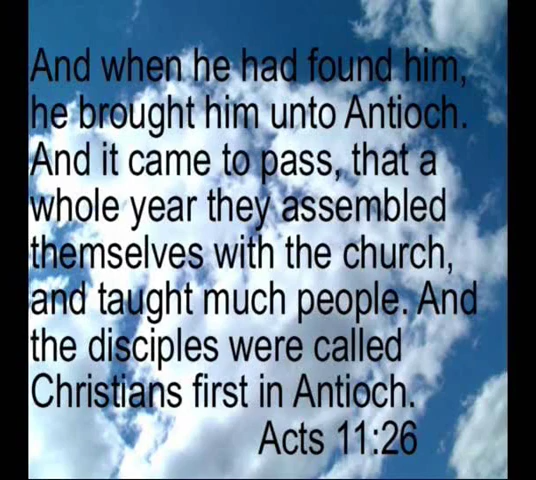 And when he had found him,
he brought him unto Antioch.
And it came to pass, that a
whole year they assembled
themselves with the church,
and taught much people. And
the disciples were called
Christians first in Antioch.
Acts 11:26